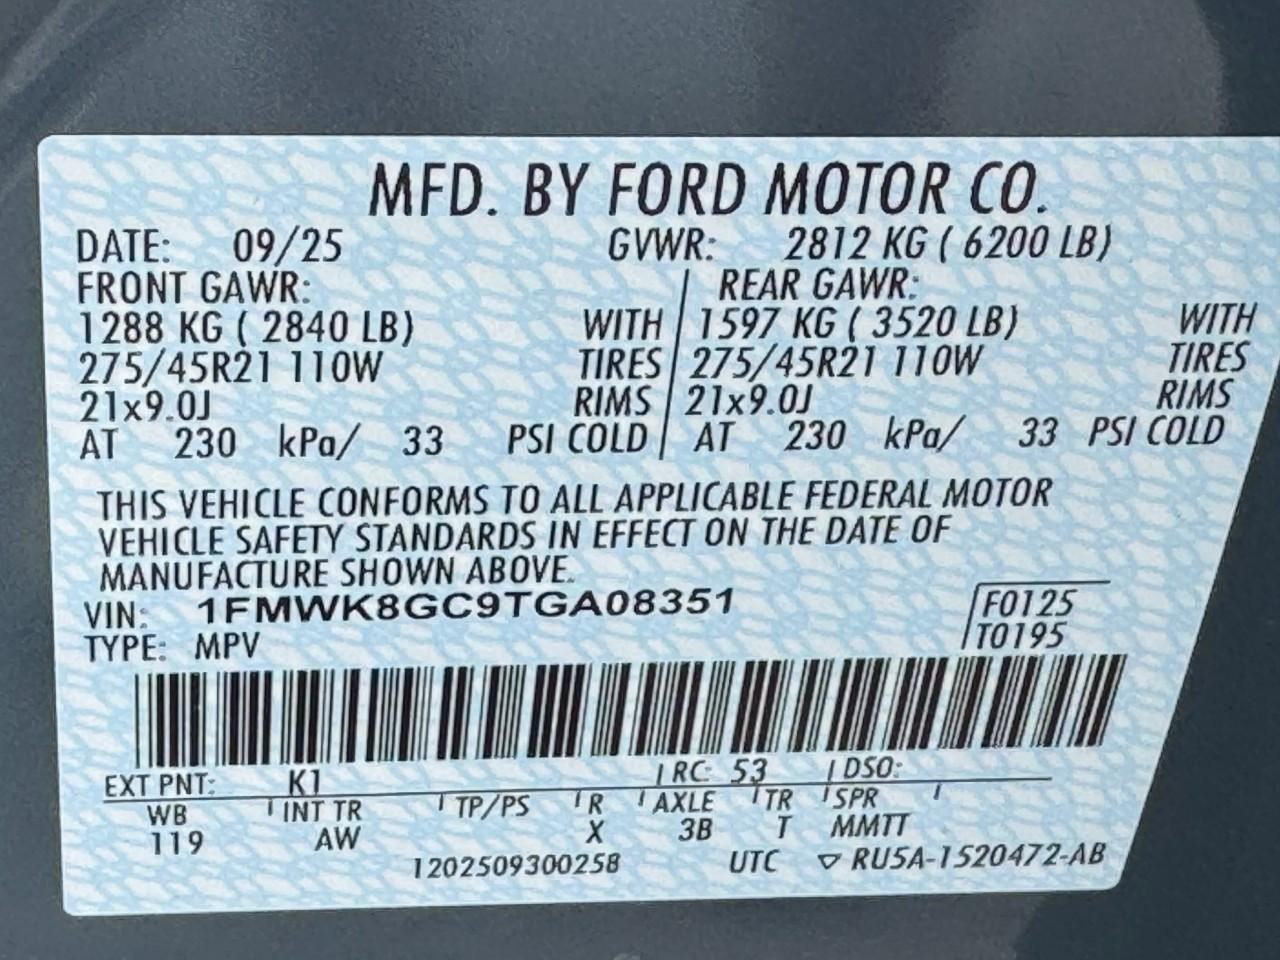 MFD. BY FORD MOTOR CO.
DATE: 09/25 GVWR: 2812 KG ( 6200 LB)
FRONT GAWR: REAR GAWR:
1288 KG ( 2840 LB) WITH 1597 KG ( 3520 LB) WITH
275/45R21 110W TIRES 275/45R21 110W TIRES
21x9.0J RIMS 21x9.0J RIMS
AT 230 kPa/ 33 PSI COLD AT 230 kPa/ 33 PSI COLD
THIS VEHICLE CONFORMS TO ALL APPLICABLE FEDERAL MOTOR
VEHICLE SAFETY STANDARDS IN EFFECT ON THE DATE OF
MANUFACTURE SHOWN ABOVE.
VIN: 1FMWK8GC9TGA08351 F0125
TYPE: MPV T0195
EXT PNT: K1 RC: 53 DSO:
WB INT TR TP/PS R AXLE TR SPR
119 AW X 3B T MMTT
1202509300258 UTC ▽ RU5A-1520472-AB